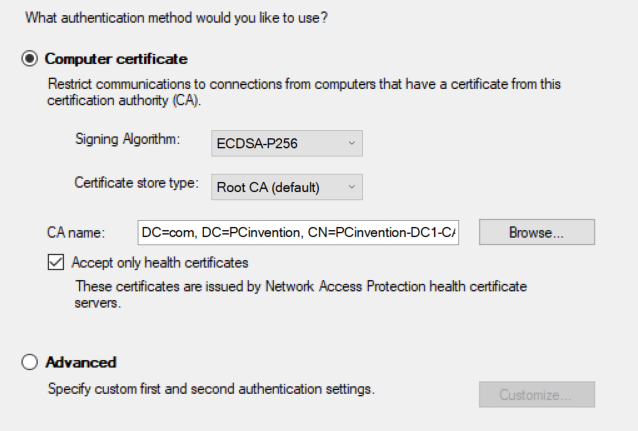 What authentication method would you like to use?
Computer certificate
Restrict communications to connections from computers that have a certificate from this
certification authority (CA).
Signing Algorithm:
ECDSA-P256
Certificate store type:
Root CA (default)
CA name:
DC=com, DC=PCinvention, CN=PCinvention-DC1-CA
Browse...
Accept only health certificates
These certificates are issued by Network Access Protection health certificate
servers.
Advanced
Specify custom first and second authentication settings.
Customize...